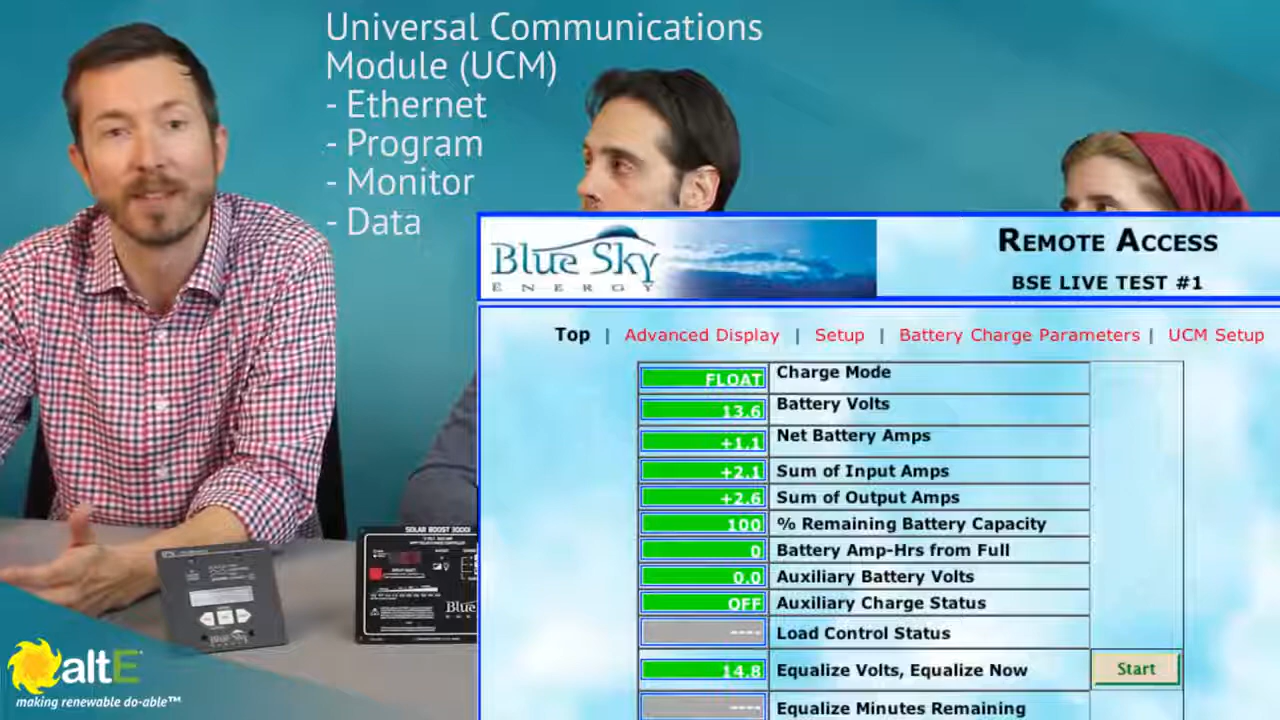 Universal Communications
Module (UCM)
- Ethernet
- Program
- Monitor
- Data
Blue Sky
ENERGY
REMOTE ACCESS
BSE LIVE TEST #1
Top | Advanced Display | Setup | Battery Charge Parameters | UCM Setup
FLOAT Charge Mode
13.6 Battery Volts
+1.1 Net Battery Amps
+2.1 Sum of Input Amps
+2.6 Sum of Output Amps
100 % Remaining Battery Capacity
0 Battery Amp-Hrs from Full
0.0 Auxiliary Battery Volts
OFF Auxiliary Charge Status
---- Load Control Status
14.8 Equalize Volts, Equalize Now Start
---- Equalize Minutes Remaining
SOLAR BOOST 3000i
Blue
Blue Sky
altE
making renewable do-able™